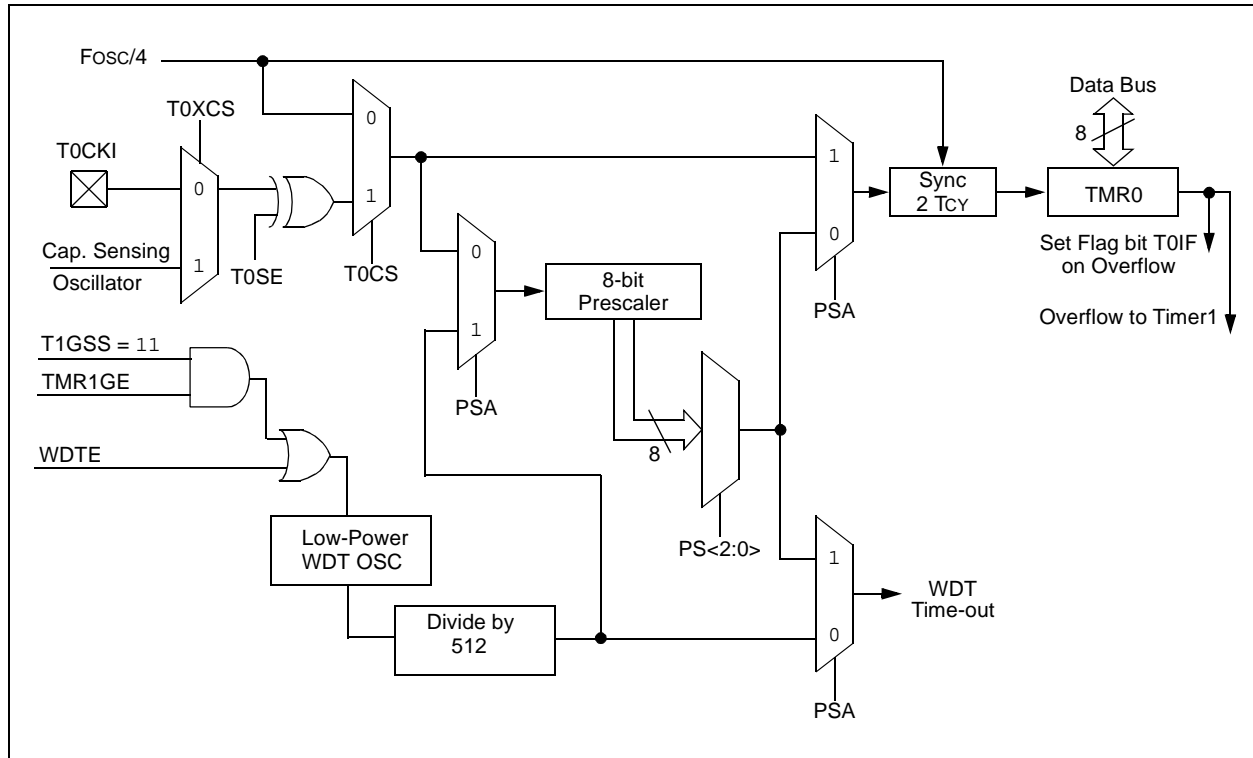 FOSC/4
T0XCS
T0CKI
0
1
Cap. Sensing
Oscillator
T0SE
0
1
T0CS
0
1
PSA
8-bit
Prescaler
8
PS<2:0>
1
0
PSA
Sync
2 TCY
Data Bus
8
TMR0
Set Flag bit T0IF
on Overflow
Overflow to Timer1
T1GSS = 11
TMR1GE
WDTE
Low-Power
WDT OSC
Divide by
512
1
0
PSA
WDT
Time-out